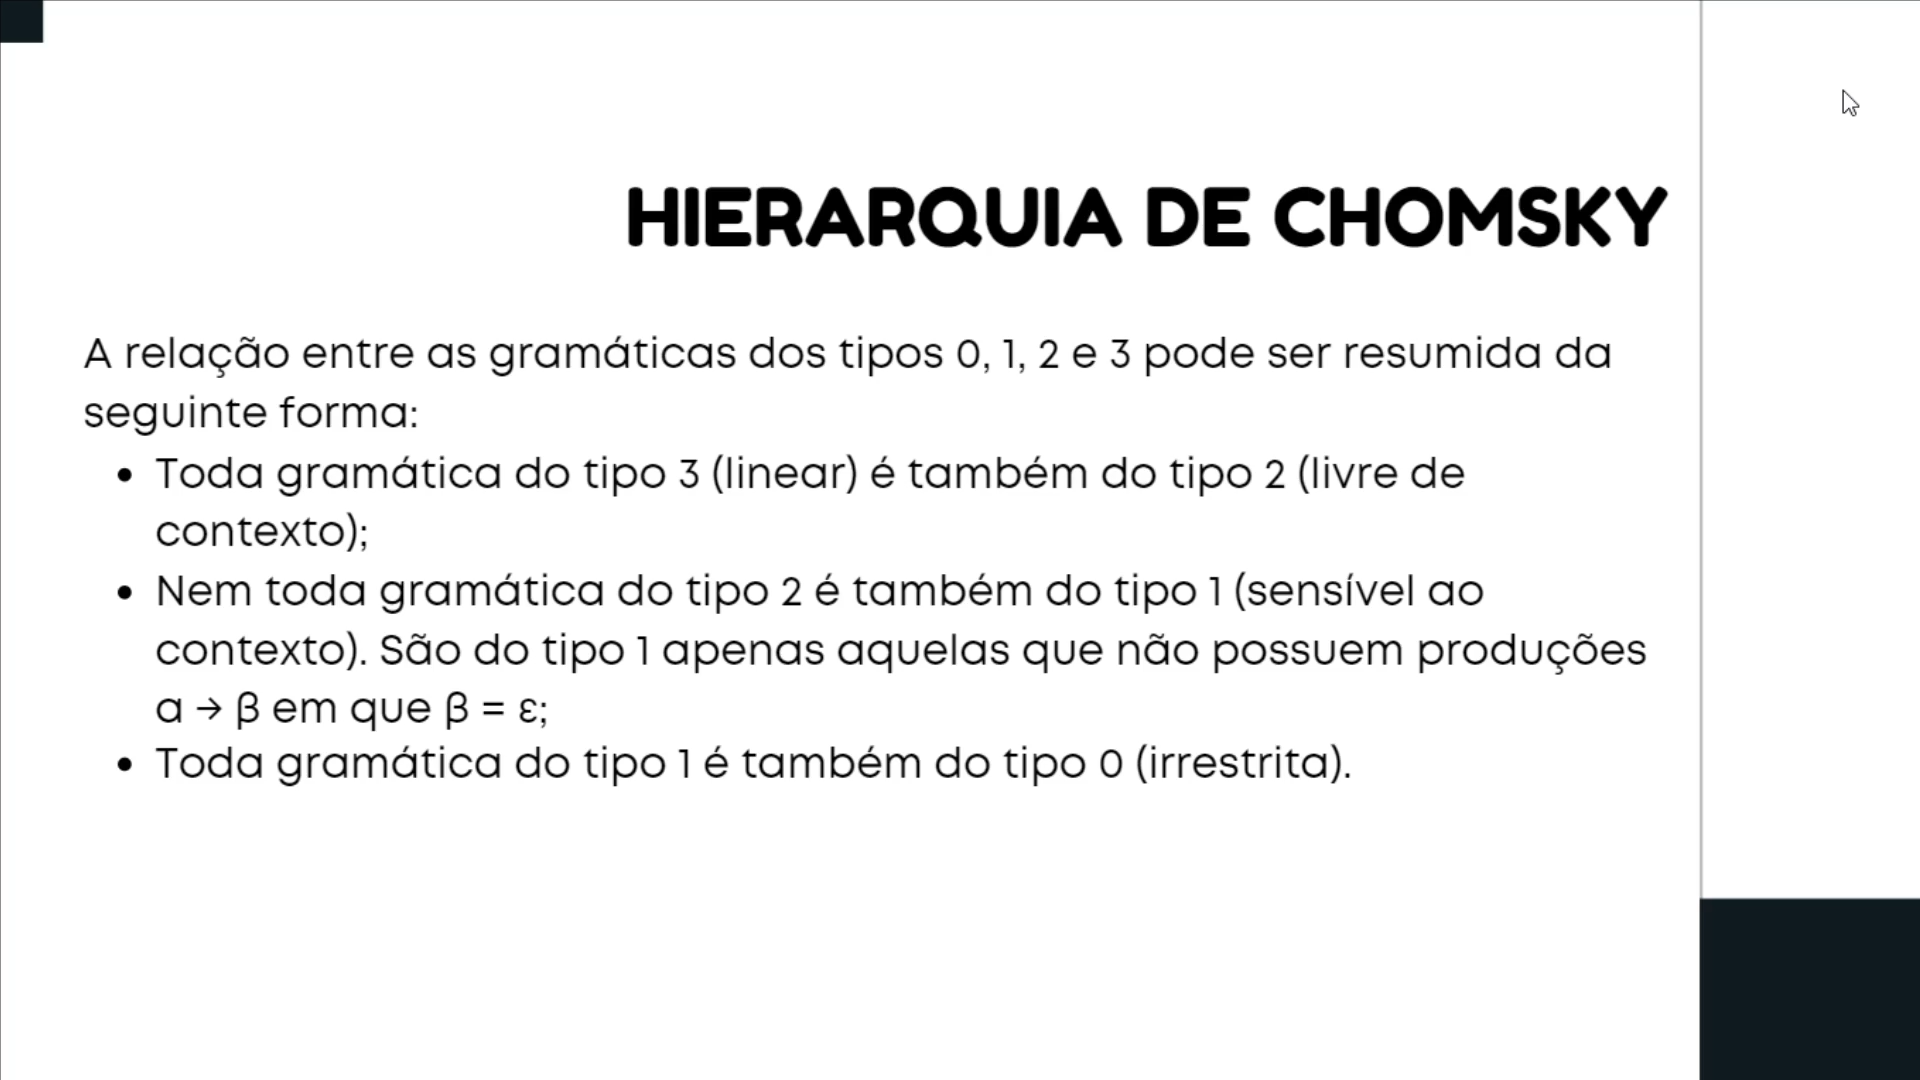 HIERARQUIA DE CHOMSKY
A relação entre as gramáticas dos tipos 0, 1, 2 e 3 pode ser resumida da
seguinte forma:
• Toda gramática do tipo 3 (linear) é também do tipo 2 (livre de
contexto);
• Nem toda gramática do tipo 2 é também do tipo 1 (sensível ao
contexto). São do tipo 1 apenas aquelas que não possuem produções
α → β em que β = ε;
• Toda gramática do tipo 1 é também do tipo 0 (irrestrita).